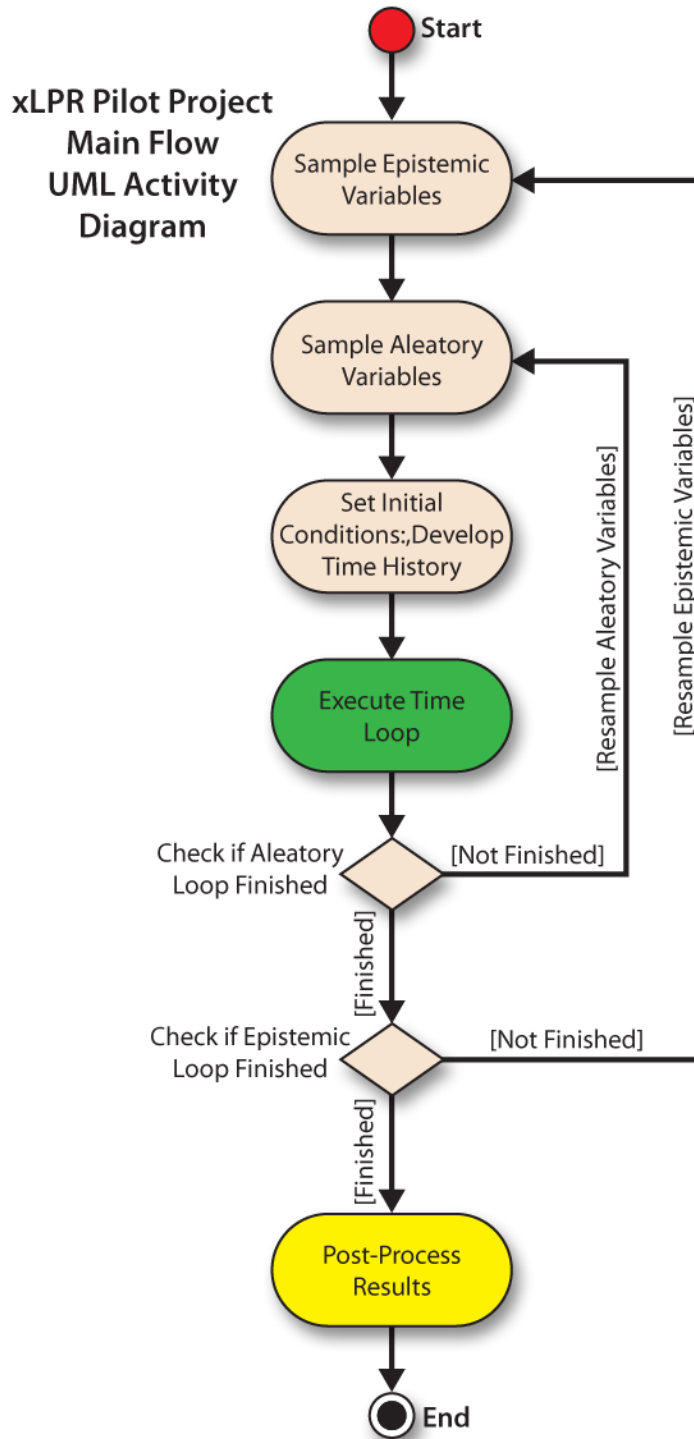 Start
xLPR Pilot Project
Main Flow
UML Activity
Diagram
Sample Epistemic
Variables
Sample Aleatory
Variables
Set Initial
Conditions:,Develop
Time History
[Resample Aleatory Variables]
[Resample Epistemic Variables]
Execute Time
Loop
Check if Aleatory
Loop Finished
[Not Finished]
[Finished]
Check if Epistemic
Loop Finished
[Not Finished]
[Finished]
Post-Process
Results
End